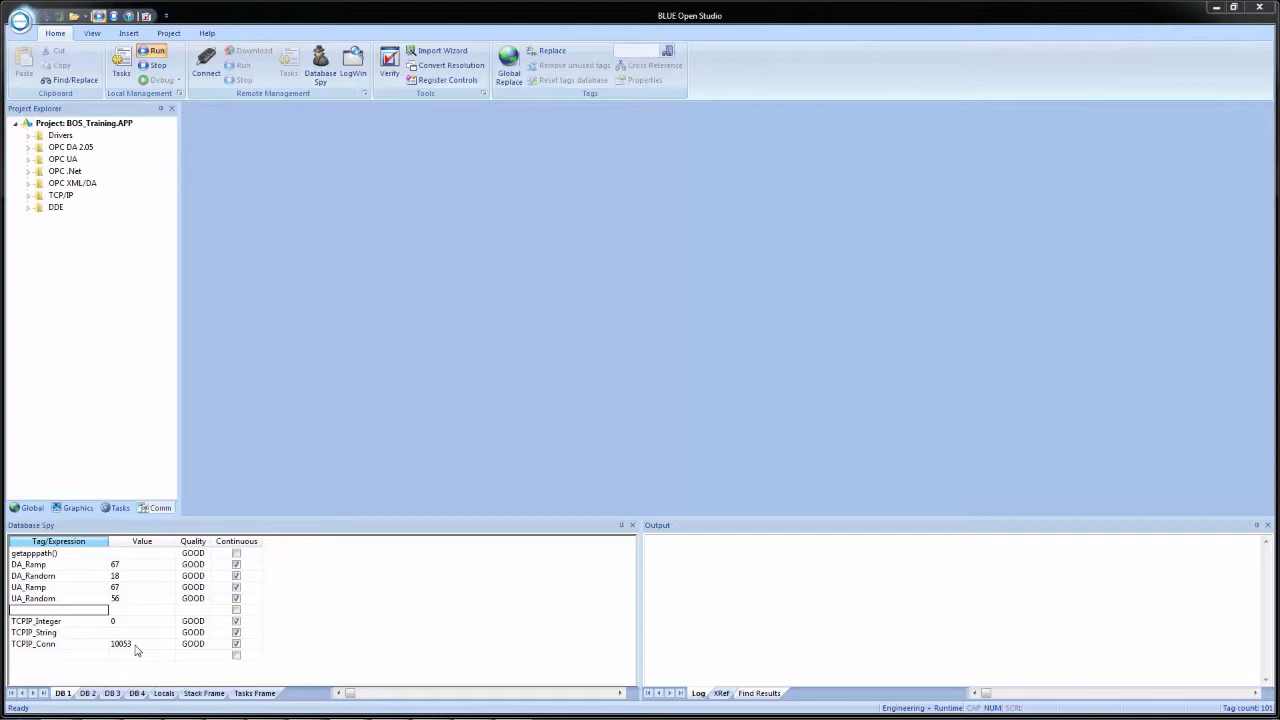 BLUE Open Studio
Home View Insert Project Help
Paste
Cut
Copy
Find/Replace
Clipboard
Tasks
Run
Stop
Debug
Local Management
Connect
Download
Run
Stop
Tasks
Database Spy
LogWin
Remote Management
Verify
Import Wizard
Convert Resolution
Register Controls
Tools
Global Replace
Replace
Remove unused tags
Reset tags database
Cross Reference
Properties
Tags
Project Explorer
Project: BOS_Training.APP
Drivers
OPC DA 2.05
OPC UA
OPC .Net
OPC XML/DA
TCP/IP
DDE
Global Graphics Tasks Comm
Database Spy
Tag/Expression Value Quality Continuous
getapppath() GOOD
DA_Ramp 67 GOOD
DA_Random 18 GOOD
UA_Ramp 67 GOOD
UA_Random 56 GOOD
TCPIP_Integer 0 GOOD
TCPIP_String GOOD
TCPIP_Conn 10053 GOOD
DB 1 DB 2 DB 3 DB 4 Locals Stack Frame Tasks Frame
Output
Log XRef Find Results
Ready
Engineering + Runtime CAP NUM SCRL Tag count: 101